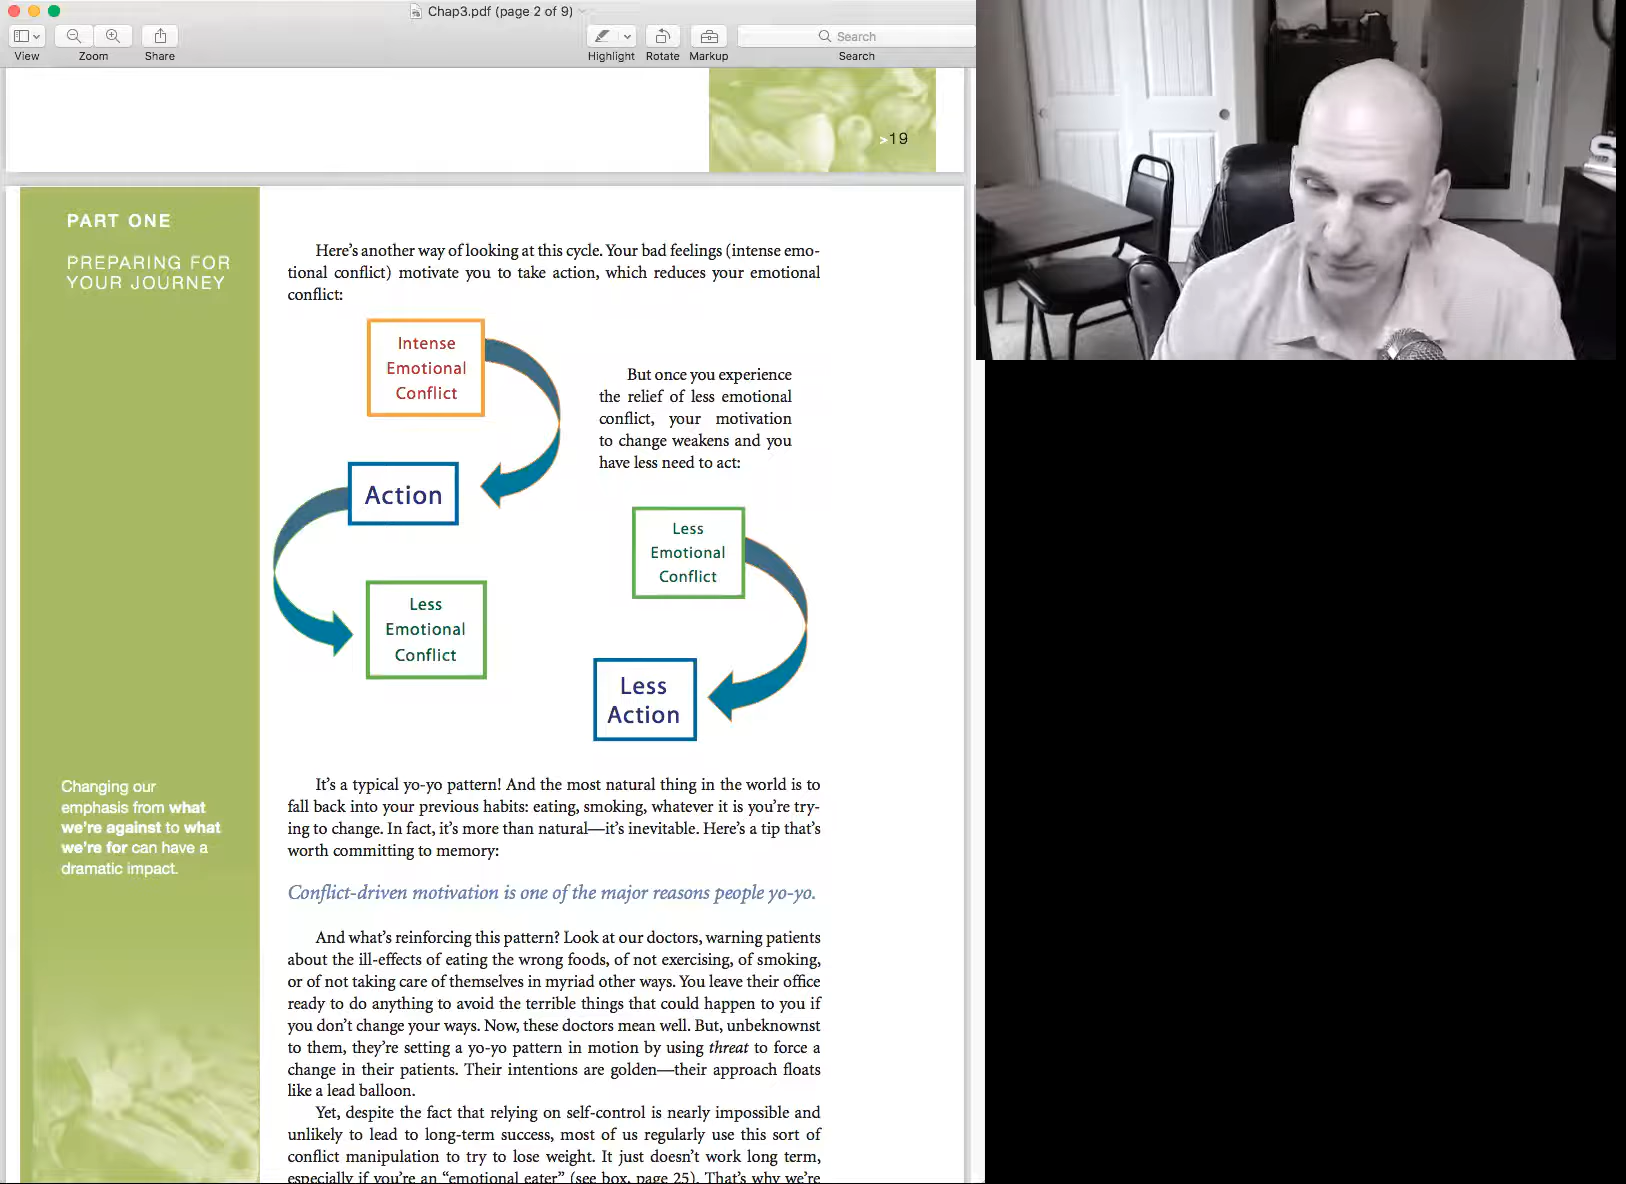 Chap3.pdf (page 2 of 9)
View
Zoom
Share
Highlight
Rotate
Markup
Search
Search
>19
PART ONE
PREPARING FOR
YOUR JOURNEY
Here's another way of looking at this cycle. Your bad feelings (intense emo-
tional conflict) motivate you to take action, which reduces your emotional
conflict:
Intense
Emotional
Conflict
Action
Less
Emotional
Conflict
But once you experience
the relief of less emotional
conflict, your motivation
to change weakens and you
have less need to act:
Less
Emotional
Conflict
Less
Action
Changing our
emphasis from what
we're against to what
we're for can have a
dramatic impact.
It's a typical yo-yo pattern! And the most natural thing in the world is to
fall back into your previous habits: eating, smoking, whatever it is you're try-
ing to change. In fact, it's more than natural—it's inevitable. Here's a tip that's
worth committing to memory:
Conflict-driven motivation is one of the major reasons people yo-yo.
And what's reinforcing this pattern? Look at our doctors, warning patients
about the ill-effects of eating the wrong foods, of not exercising, of smoking,
or of not taking care of themselves in myriad other ways. You leave their office
ready to do anything to avoid the terrible things that could happen to you if
you don't change your ways. Now, these doctors mean well. But, unbeknownst
to them, they're setting a yo-yo pattern in motion by using threat to force a
change in their patients. Their intentions are golden—their approach floats
like a lead balloon.
Yet, despite the fact that relying on self-control is nearly impossible and
unlikely to lead to long-term success, most of us regularly use this sort of
conflict manipulation to try to lose weight. It just doesn't work long term,
especially if you're an "emotional eater" (see box, page 25). That's why we're